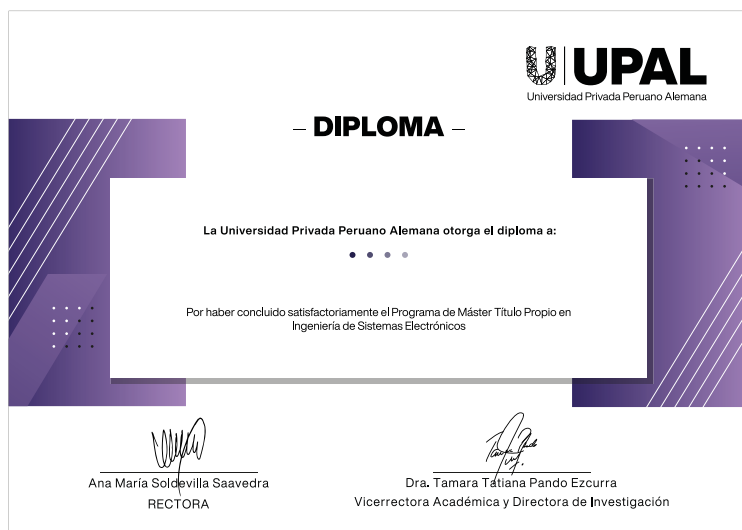 UPAL
Universidad Privada Peruano Alemana
– DIPLOMA –
La Universidad Privada Peruano Alemana otorga el diploma a:
Por haber concluido satisfactoriamente el Programa de Máster Título Propio en
Ingeniería de Sistemas Electrónicos
Ana María Soldevilla Saavedra
RECTORA
Dra. Tamara Tatiana Pando Ezcurra
Vicerrectora Académica y Directora de Investigación